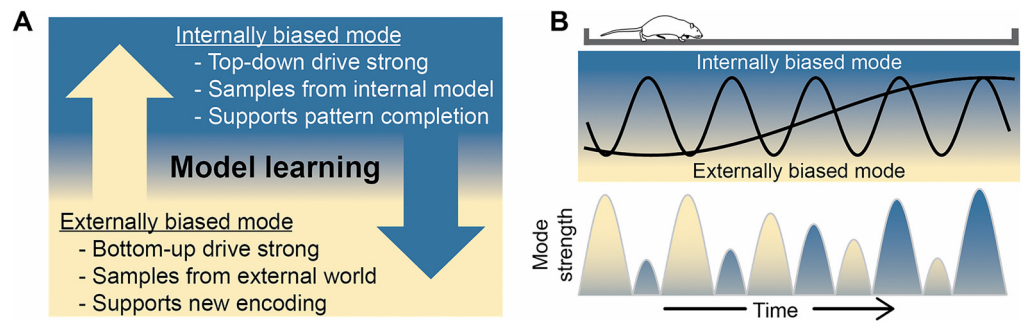 A
Internally biased mode
- Top-down drive strong
- Samples from internal model
- Supports pattern completion
Model learning
Externally biased mode
- Bottom-up drive strong
- Samples from external world
- Supports new encoding
B
Internally biased mode
Externally biased mode
Mode
strength
Time